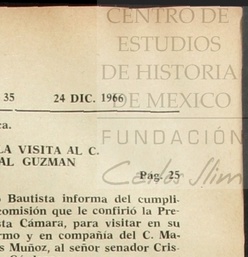 CENTRO DE
ESTUDIOS
DE HISTORIA
DE MEXICO
FUNDACIÓN
Carlos Slim
35 24 DIC. 1966
ca.
LA VISITA AL C.
AL GUZMAN
Pág. 25
Bautista informa del cumpli-
comisión que le confirió la Pre-
sta Cámara, para visitar en su
rmo y en compañía del C. Ma-
s Muñoz, al señor senador Cris-